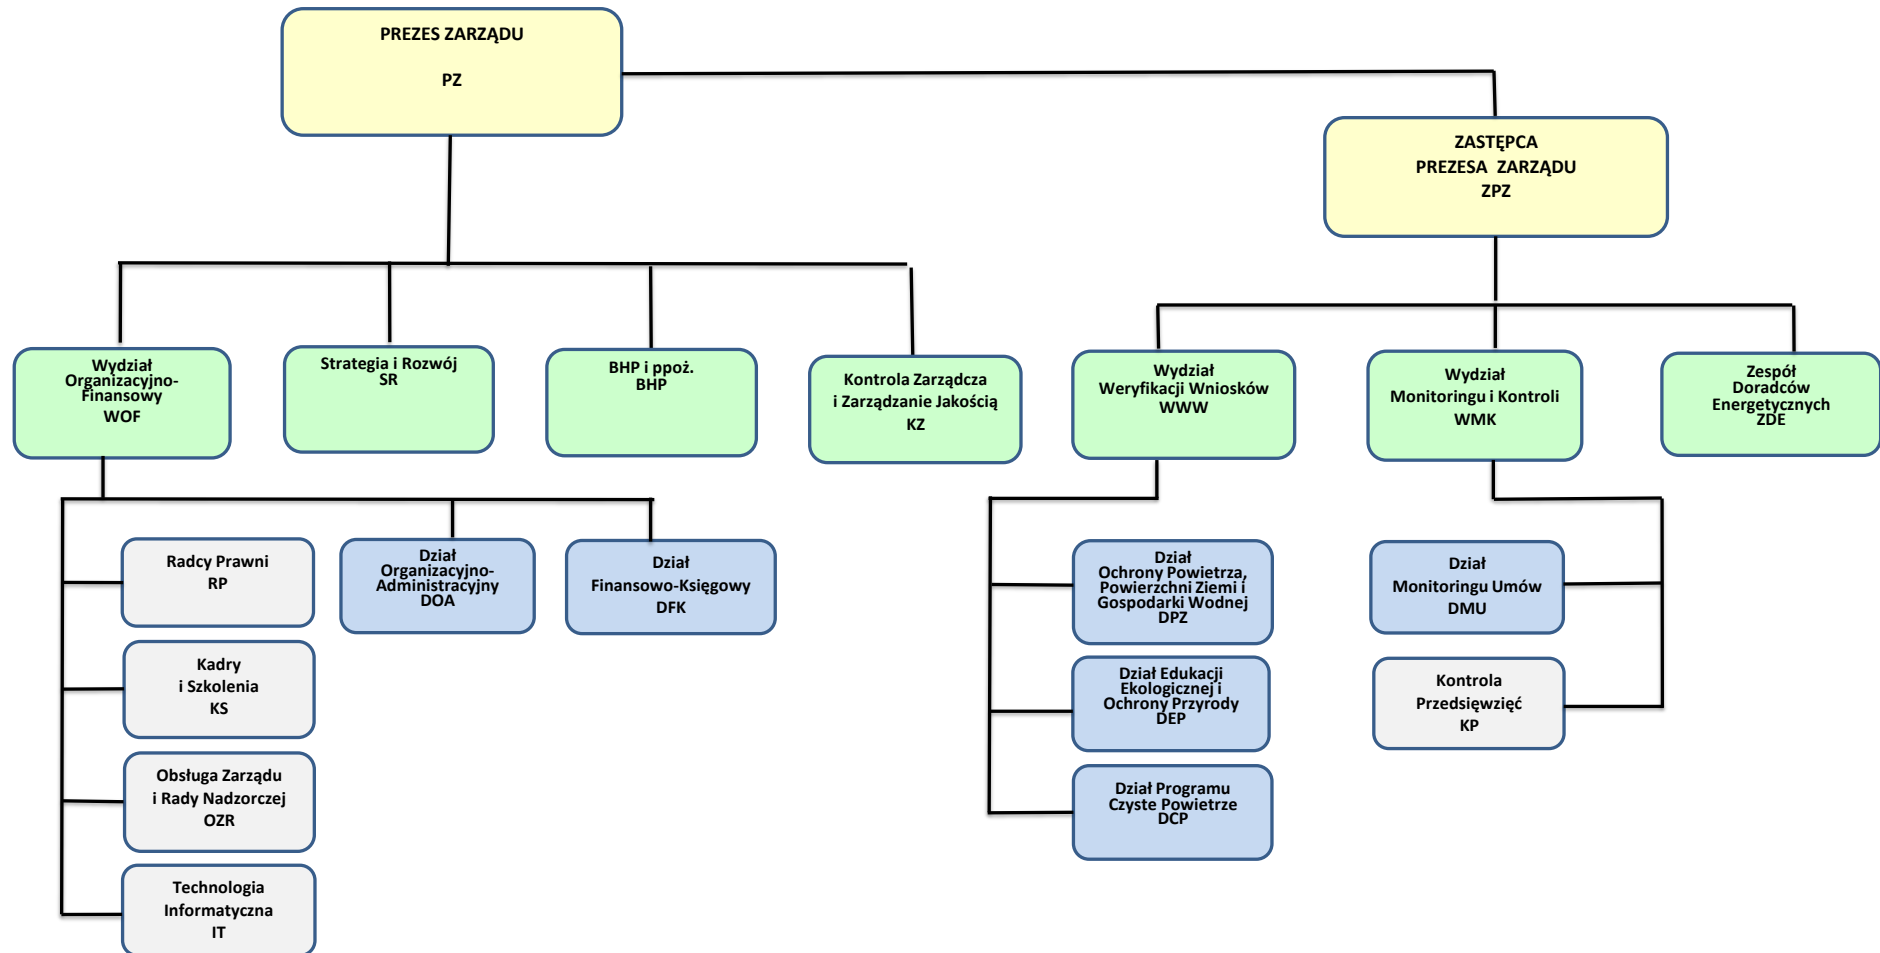 PREZES ZARZĄDU
PZ
ZASTĘPCA
PREZESA ZARZĄDU
ZPZ
Wydział
Organizacyjno-
Finansowy
WOF
Strategia i Rozwój
SR
BHP i ppoż.
BHP
Kontrola Zarządcza
i Zarządzanie Jakością
KZ
Wydział
Weryfikacji Wniosków
WWW
Wydział
Monitoringu i Kontroli
WMK
Zespół
Doradców
Energetycznych
ZDE
Radcy Prawni
RP
Dział
Organizacyjno-
Administracyjny
DOA
Dział
Finansowo-Księgowy
DFK
Dział
Ochrony Powietrza,
Powierzchni Ziemi i
Gospodarki Wodnej
DPZ
Dział
Monitoringu Umów
DMU
Kadry
i Szkolenia
KS
Dział Edukacji
Ekologicznej i
Ochrony Przyrody
DEP
Kontrola
Przedsięwzięć
KP
Obsługa Zarządu
i Rady Nadzorczej
OZR
Dział Programu
Czyste Powietrze
DCP
Technologia
Informatyczna
IT